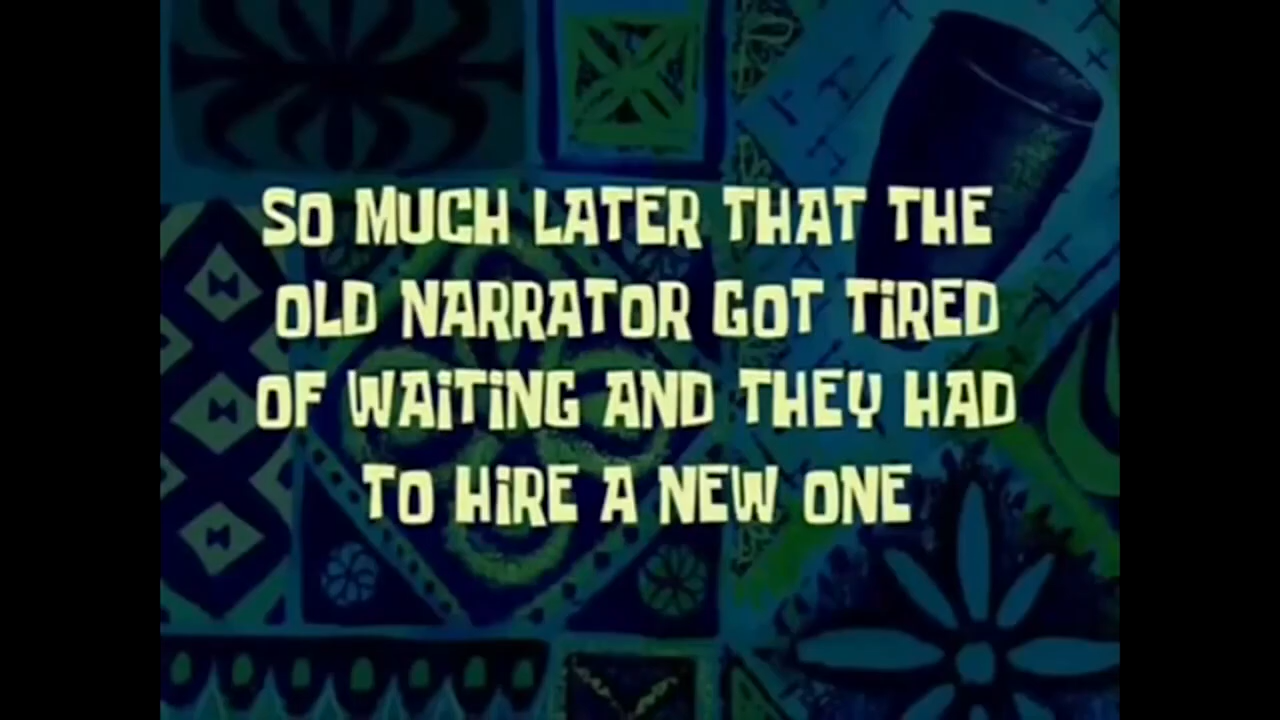 SO MUCH LATER THAT THE
OLD NARRATOR GOT TiRED
OF WAiTiNG AND THEY HAD
TO HiRE A NEW ONE